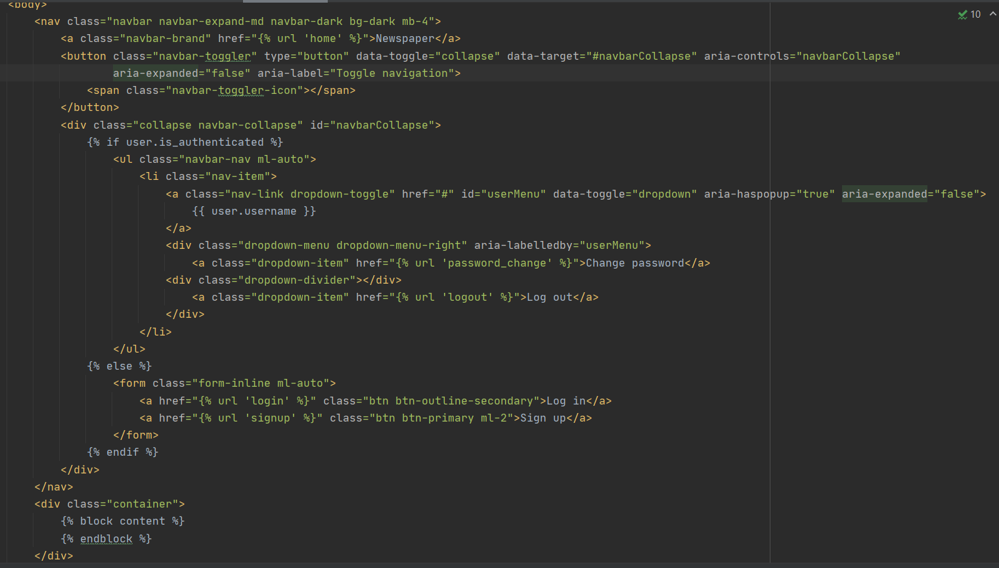 <body>
<nav class="navbar navbar-expand-md navbar-dark bg-dark mb-4">
10
<a class="navbar-brand" href="{% url 'home' %}">Newspaper</a>
<button class="navbar-toggler" type="button" data-toggle="collapse" data-target="#navbarCollapse" aria-controls="navbarCollapse"
aria-expanded="false" aria-label="Toggle navigation">
<span class="navbar-toggler-icon"></span>
</button>
<div class="collapse navbar-collapse" id="navbarCollapse">
{% if user.is_authenticated %}
<ul class="navbar-nav ml-auto">
<li class="nav-item">
<a class="nav-link dropdown-toggle" href="#" id="userMenu" data-toggle="dropdown" aria-haspopup="true" aria-expanded="false">
{{ user.username }}
</a>
<div class="dropdown-menu dropdown-menu-right" aria-labelledby="userMenu">
<a class="dropdown-item" href="{% url 'password_change' %}">Change password</a>
<div class="dropdown-divider"></div>
<a class="dropdown-item" href="{% url 'logout' %}">Log out</a>
</div>
</li>
</ul>
{% else %}
<form class="form-inline ml-auto">
<a href="{% url 'login' %}" class="btn btn-outline-secondary">Log in</a>
<a href="{% url 'signup' %}" class="btn btn-primary ml-2">Sign up</a>
</form>
{% endif %}
</div>
</nav>
<div class="container">
{% block content %}
{% endblock %}
</div>